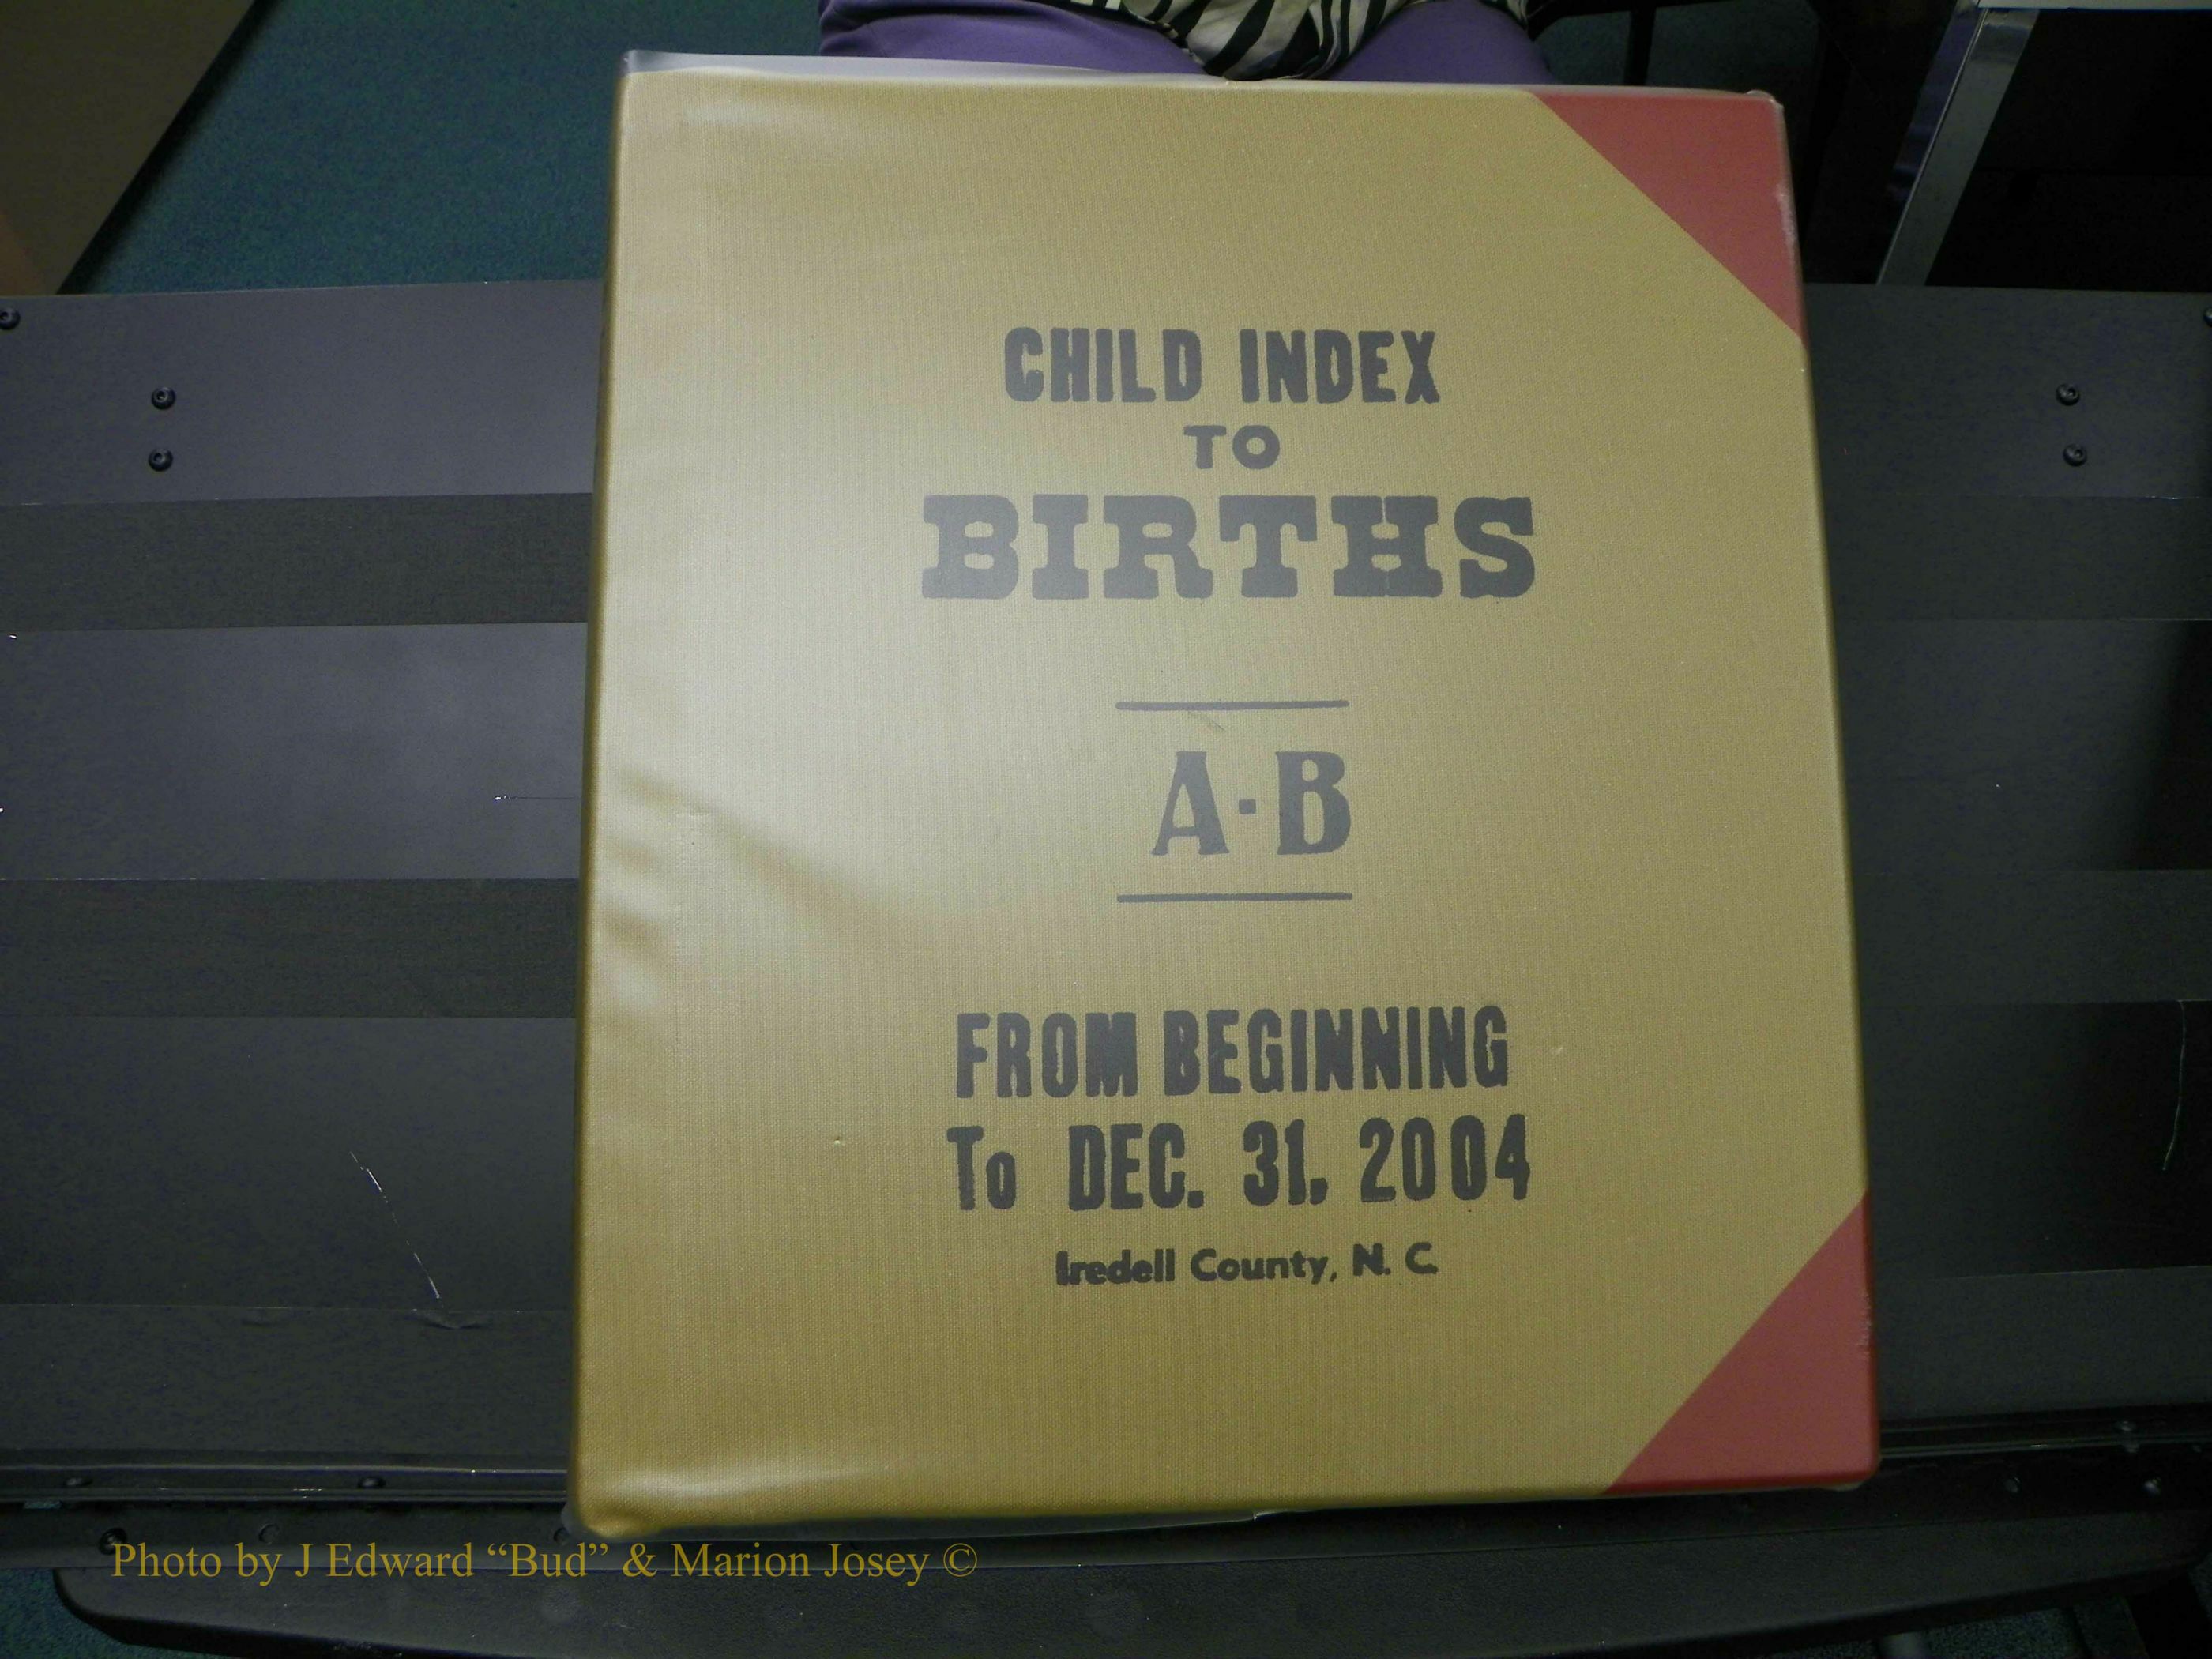 CHILD INDEX
TO
BIRTHS
A-B
FROM BEGINNING
To DEC. 31, 2004
Iredell County, N. C.
Photo by J Edward “Bud” & Marion Josey ©